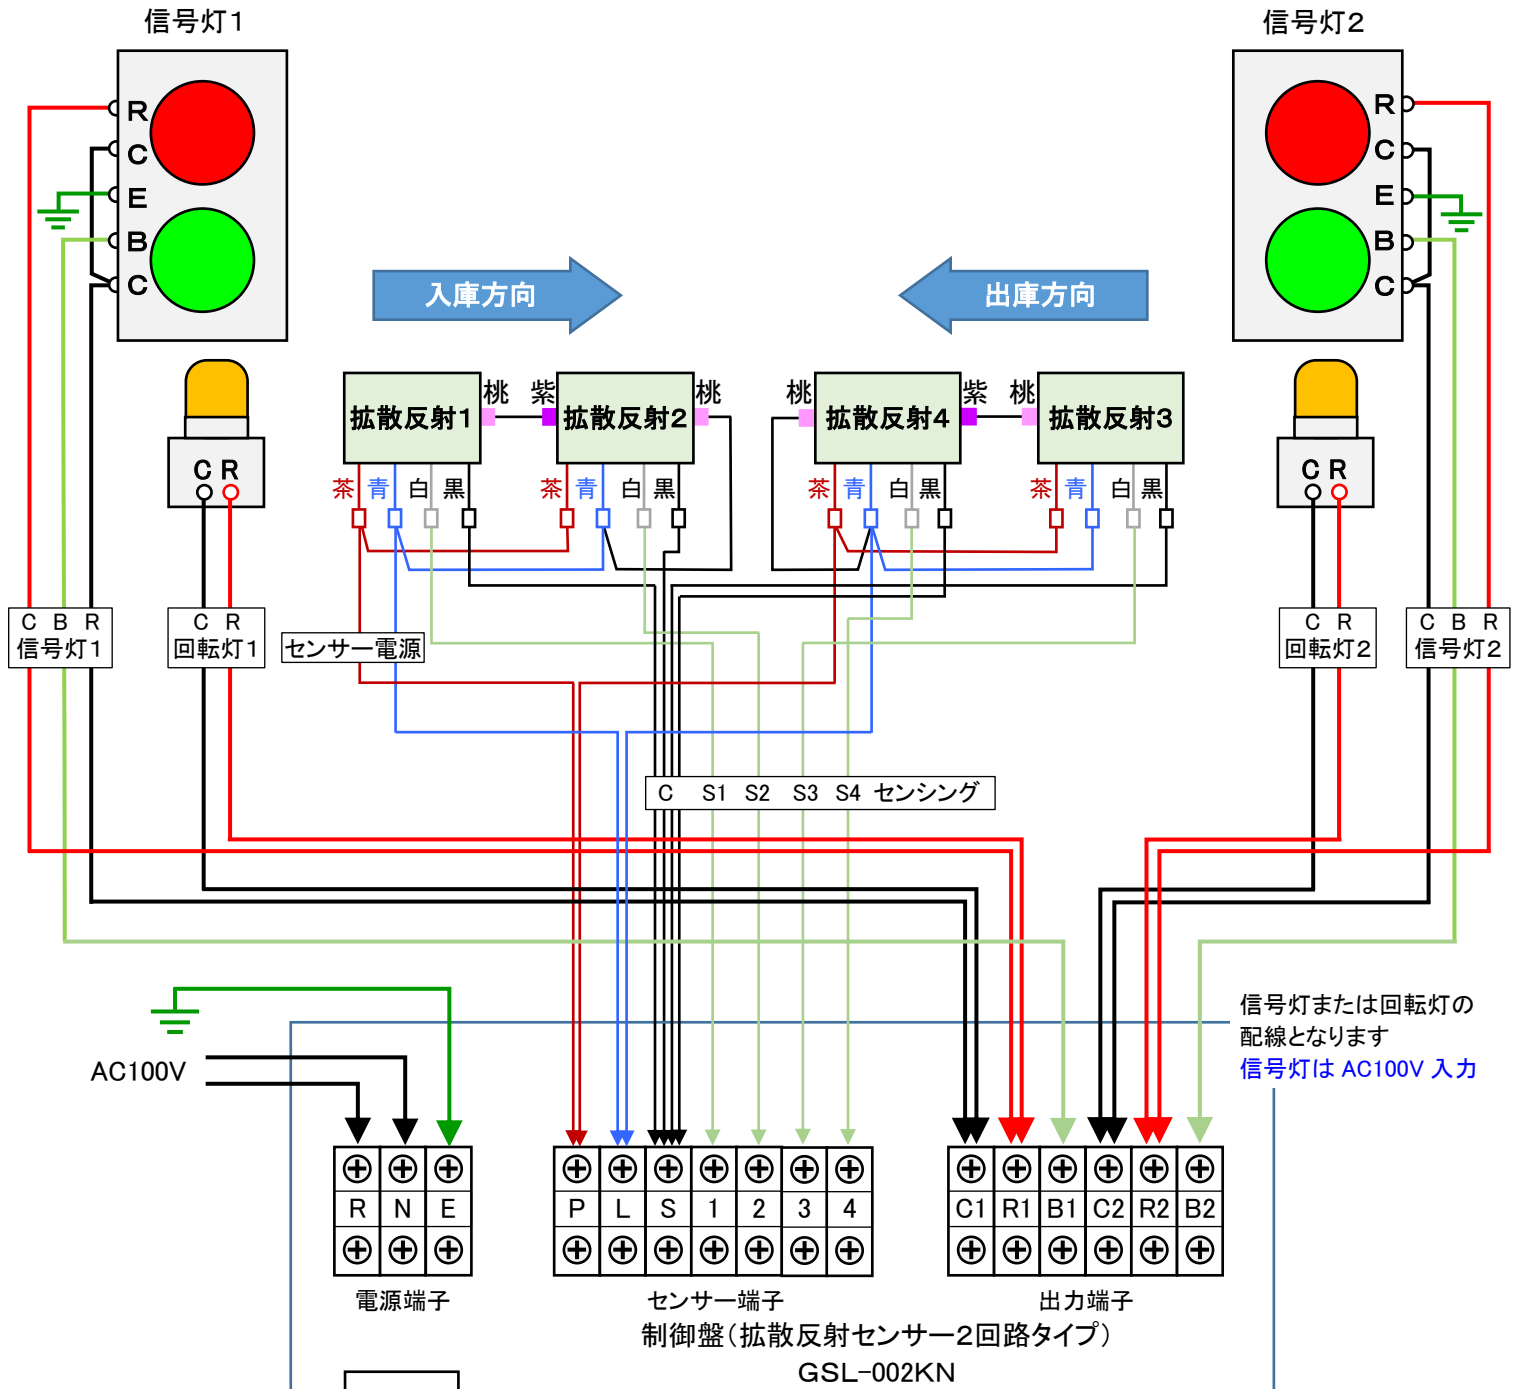 信号灯1
信号灯2
R
C
E
B
C
R
C
E
B
C
入庫方向
出庫方向
拡散反射1
桃
紫
拡散反射2
桃
桃
拡散反射4
紫
桃
拡散反射3
C R
C R
茶 青 白 黒
茶 青 白 黒
茶 青 白 黒
茶 青 白 黒
C B R
信号灯1
C R
回転灯1
センサー電源
C R
回転灯2
C B R
信号灯2
C S1 S2 S3 S4 センシング
AC100V
信号灯または回転灯の
配線となります
信号灯は AC100V 入力
R N E
P L S 1 2 3 4
C1 R1 B1 C2 R2 B2
電源端子
センサー端子
出力端子
制御盤(拡散反射センサー2回路タイプ)
GSL-002KN